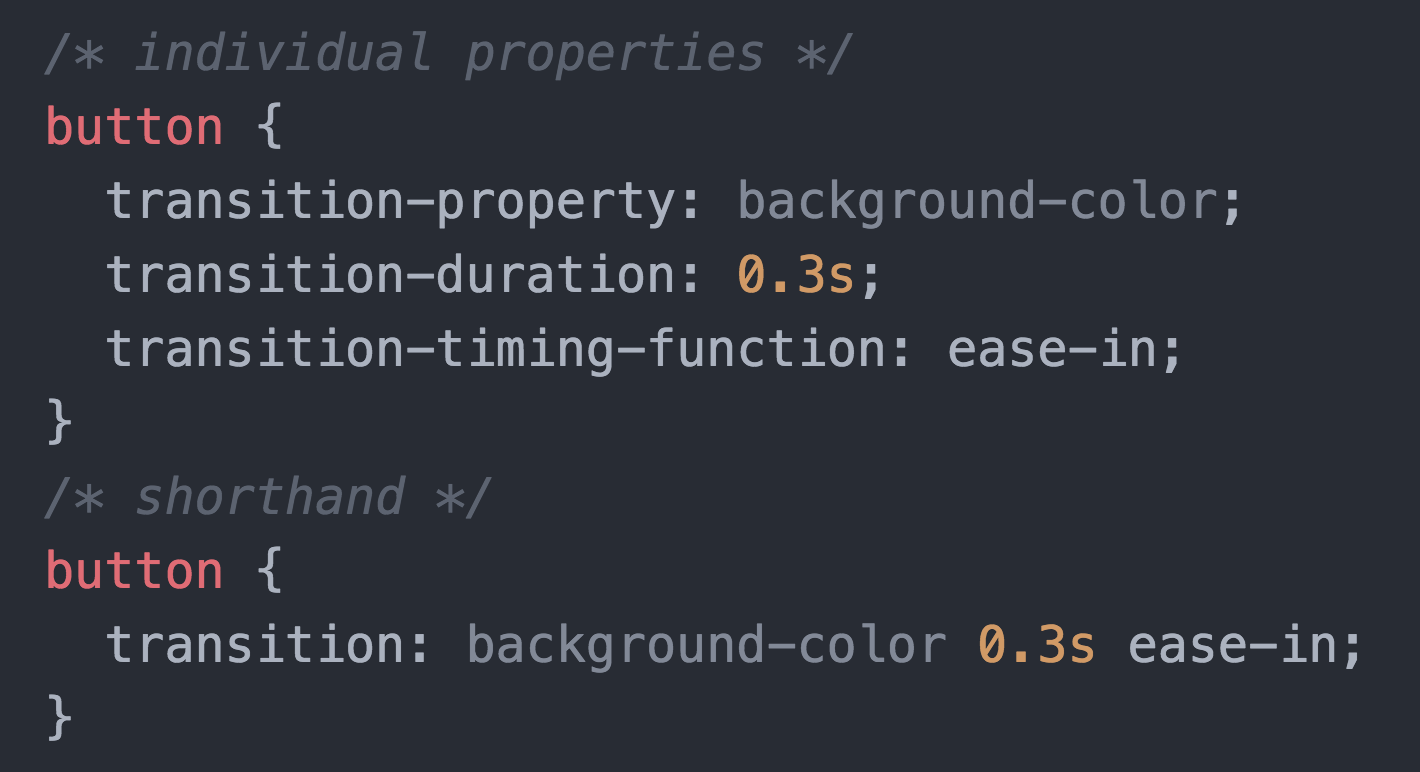 /* individual properties */
button {
  transition-property: background-color;
  transition-duration: 0.3s;
  transition-timing-function: ease-in;
}
/* shorthand */
button {
  transition: background-color 0.3s ease-in;
}